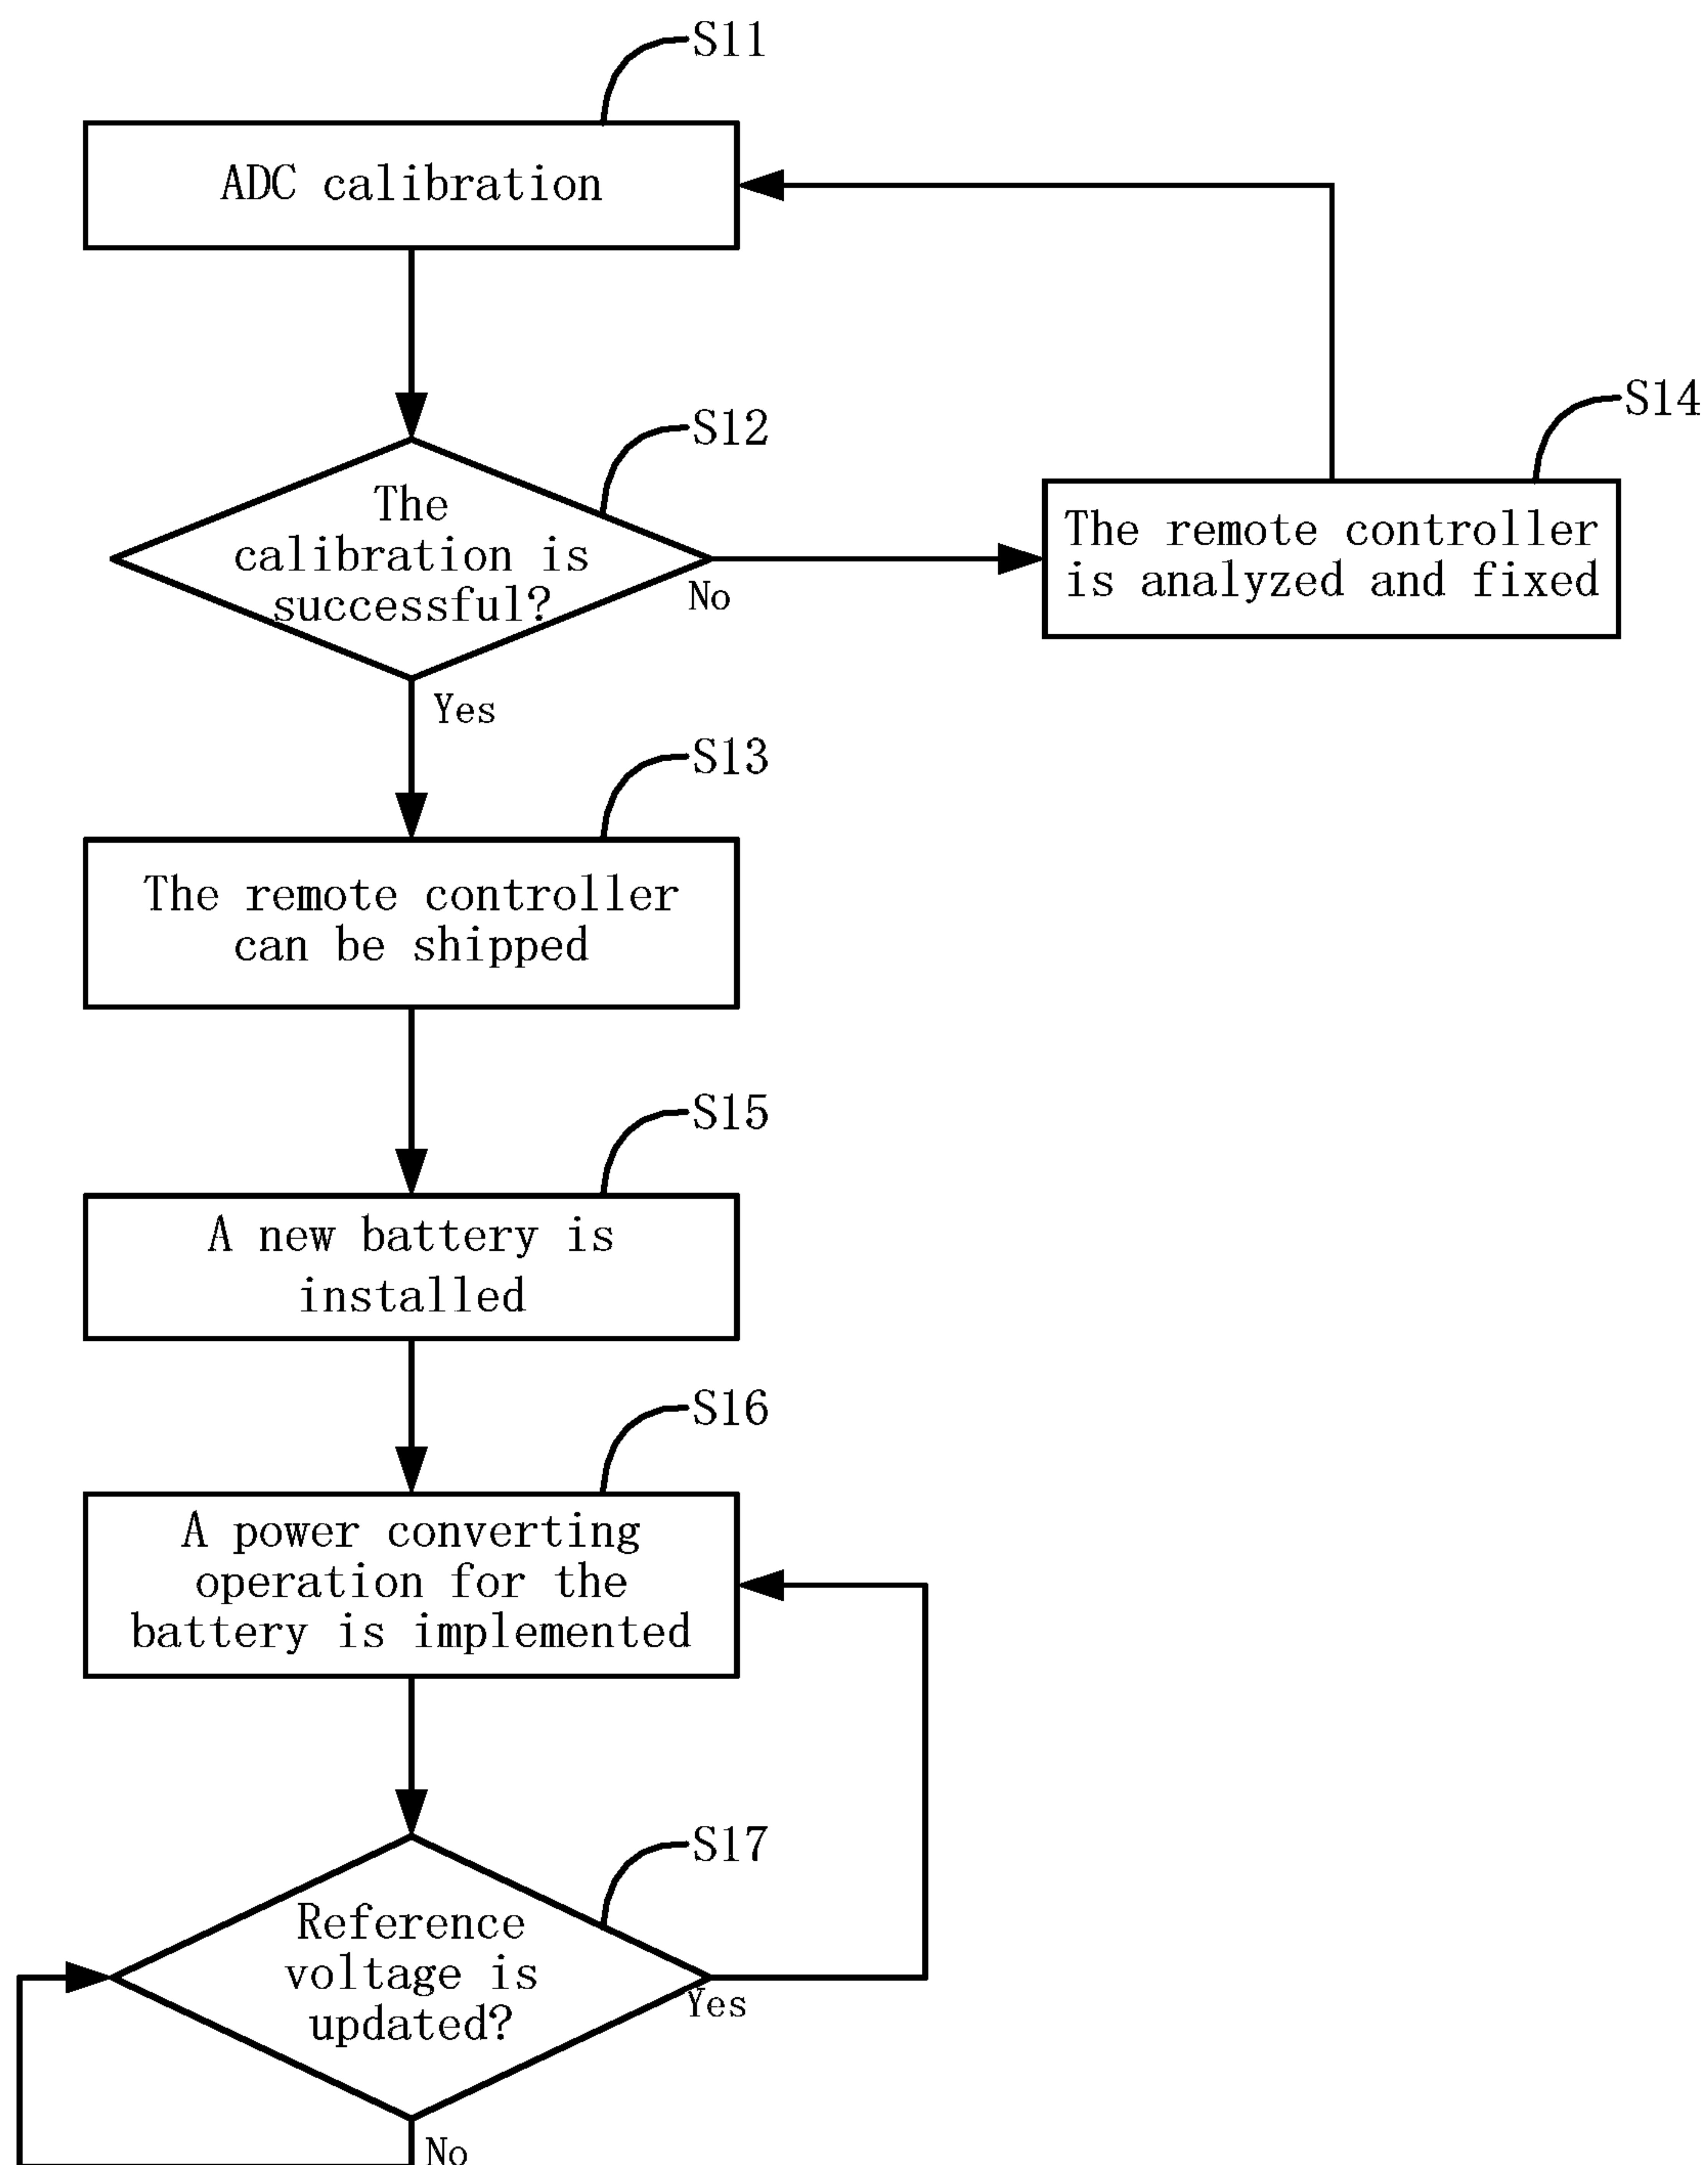 S11
ADC calibration
S12
The
calibration is
successful?
No
S14
The remote controller
is analyzed and fixed
Yes
S13
The remote controller
can be shipped
S15
A new battery is
installed
S16
A power converting
operation for the
battery is implemented
S17
Reference
voltage is
updated?
Yes
No